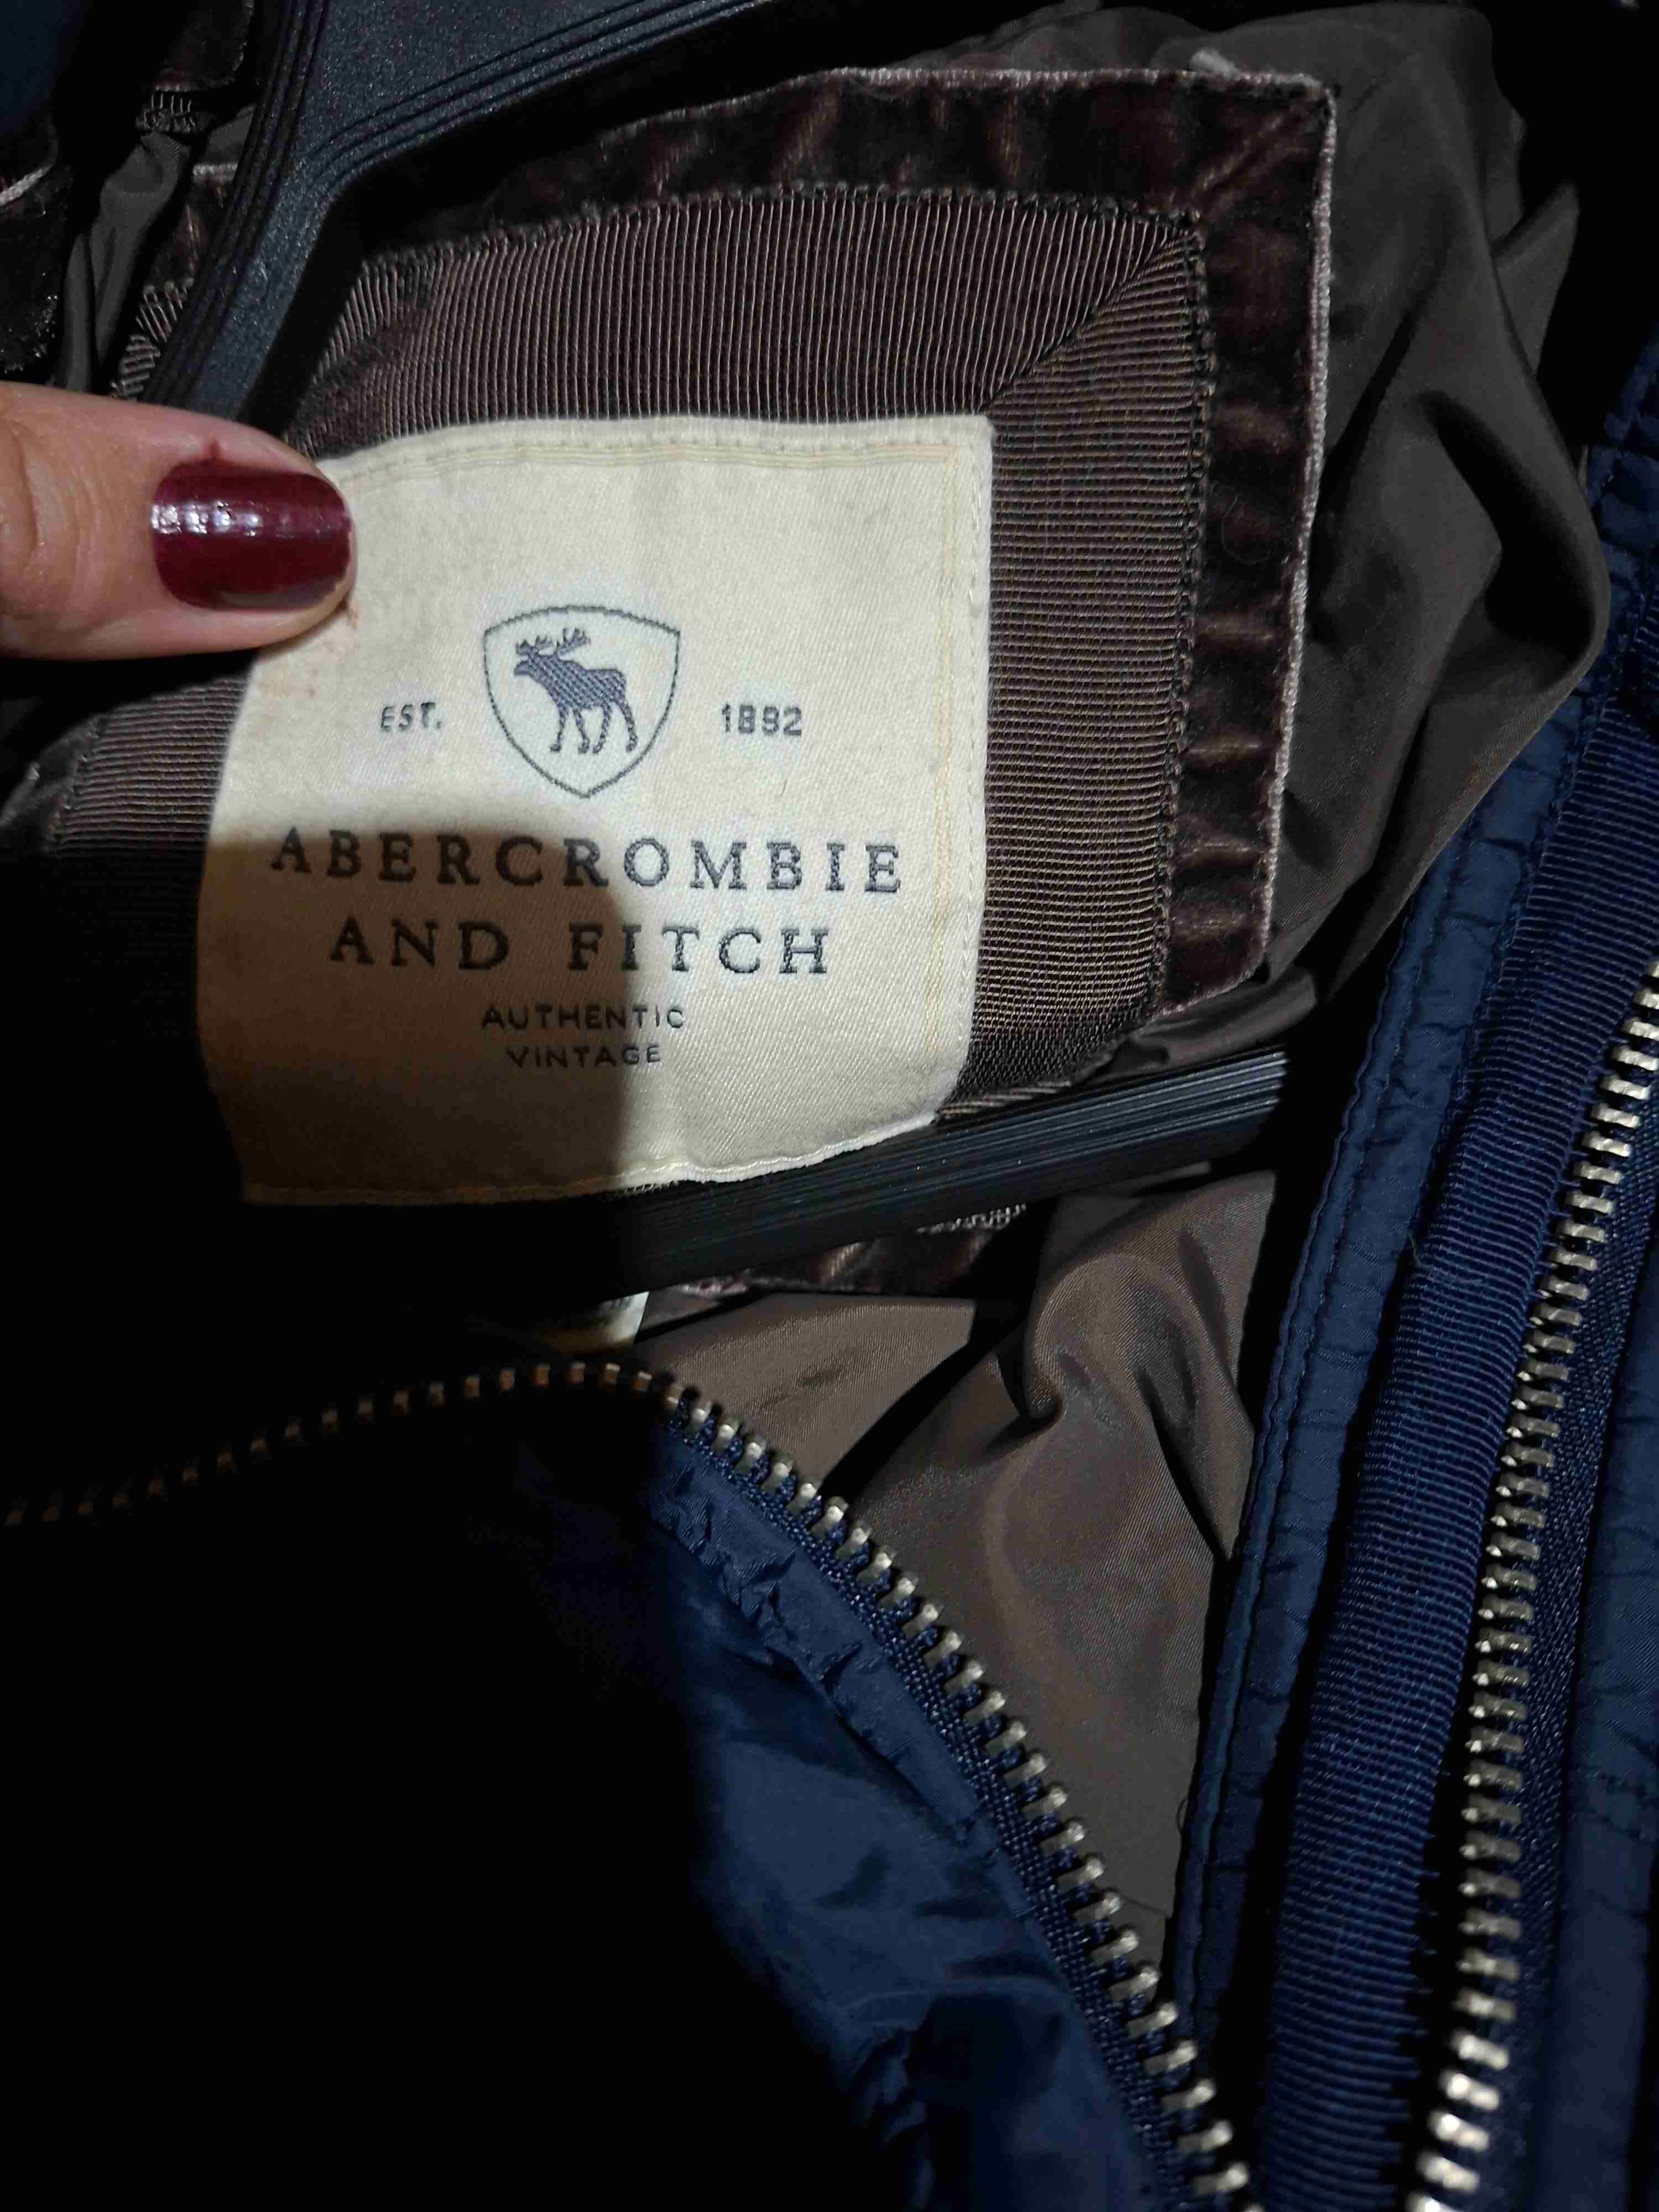 EST. 1892
ABERCROMBIE
AND FITCH
AUTHENTIC
VINTAGE